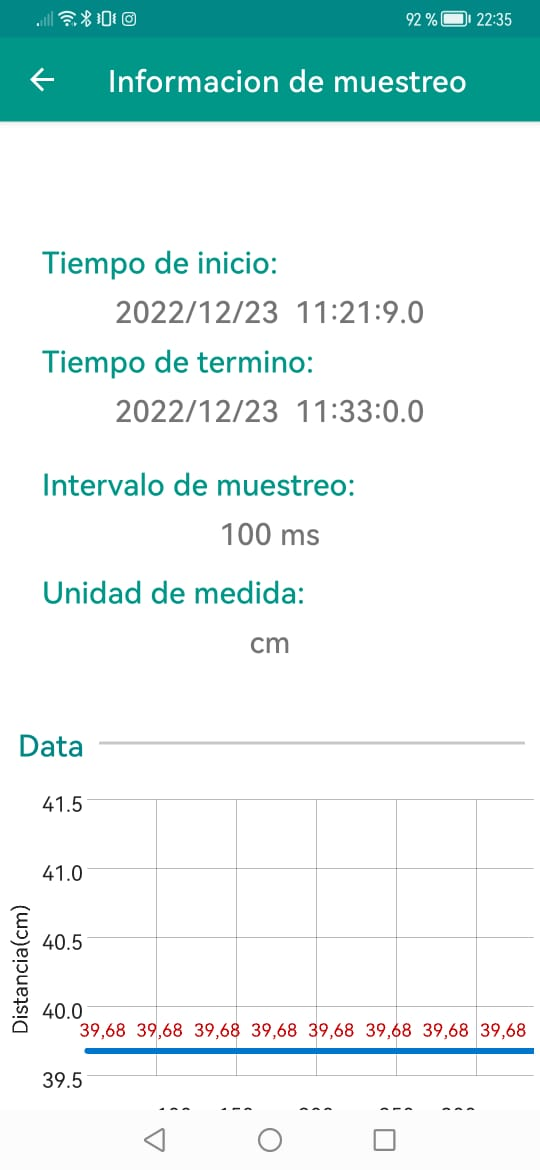 92 % 22:35
Informacion de muestreo
Tiempo de inicio:
2022/12/23 11:21:9.0
Tiempo de termino:
2022/12/23 11:33:0.0
Intervalo de muestreo:
100 ms
Unidad de medida:
cm
Data
41.5
41.0
40.5
Distancia(cm)
40.0
39,68 39,68 39,68 39,68 39,68 39,68 39,68 39,68
39.5